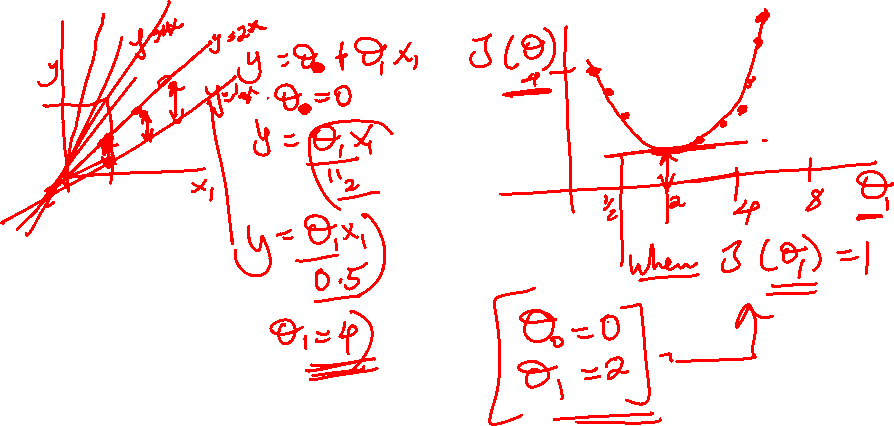 y
y=4x
y=2x
x₁
y = θ₀ + θ₁x₁
θ₀ = 0
y = θ₁x₁
2
y = θ₁x₁
0.5
θ₁ = 4
J(θ)
θ₁
1/2 2 4 8
when J(θ₁) = 1
θ₀ = 0
θ₁ = 2